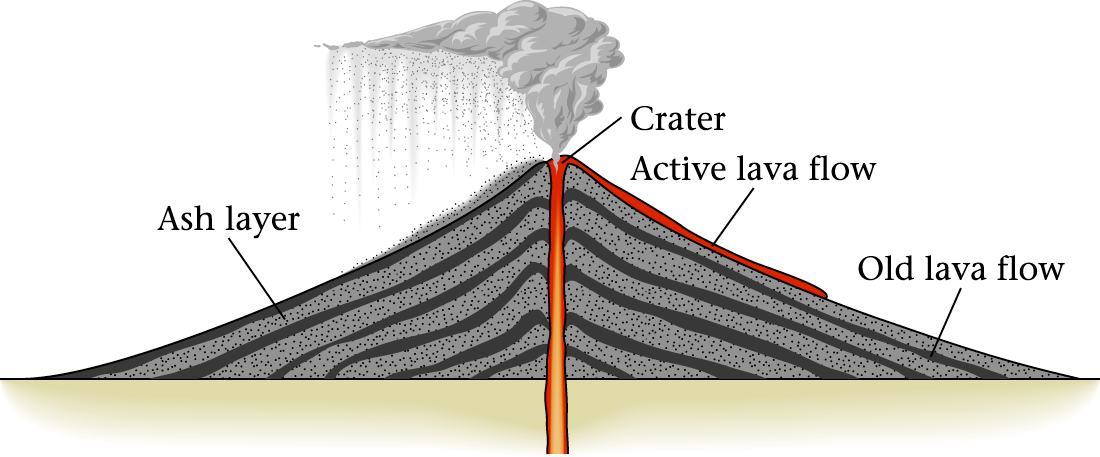 Crater
Active lava flow
Ash layer
Old lava flow